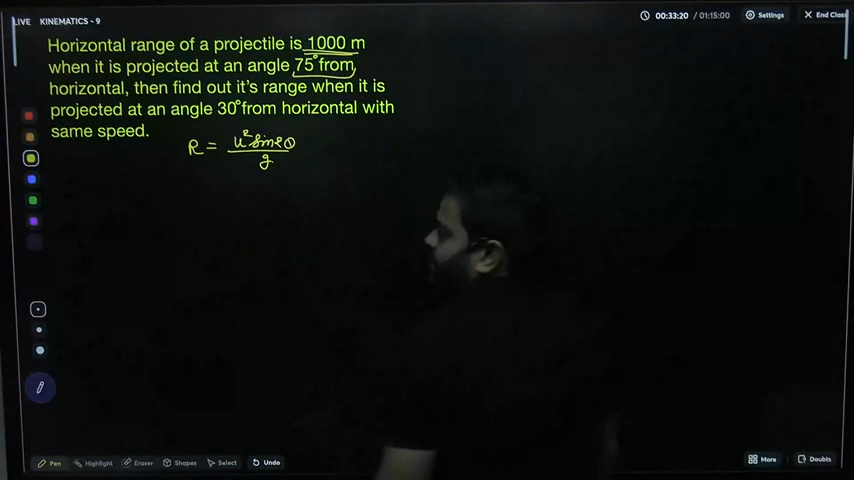 LIVE KINEMATICS - 9
00:33:20 / 01:15:00
Settings
End Class
Horizontal range of a projectile is 1000 m
when it is projected at an angle 75° from
horizontal, then find out it's range when it is
projected at an angle 30° from horizontal with
same speed.
R = u² sin2θ / g
Pen
Highlight
Eraser
Shapes
Select
Undo
More
Doubts